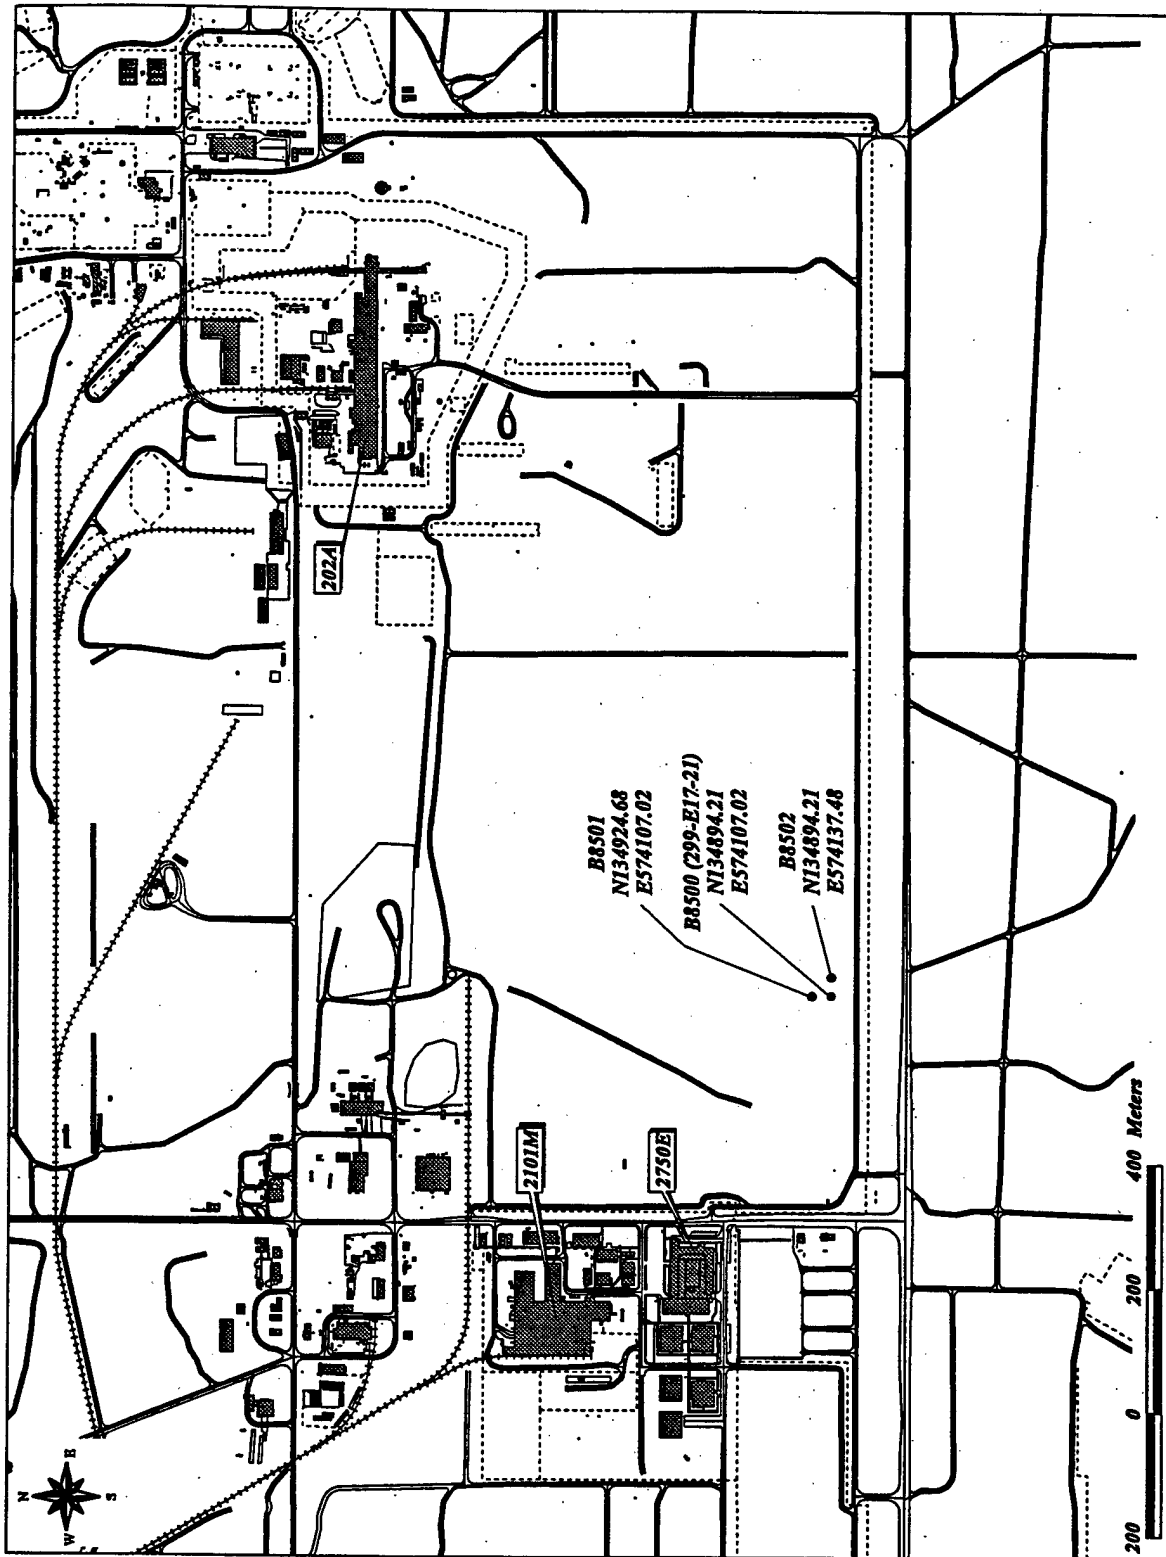 N
W
E
S
202A
2101M
2750E
B8501
N134924.68
E574107.02
B8500 (299-E17-21)
N134894.21
E574107.02
B8502
N134894.21
E574137.48
200 0 200 400 Meters